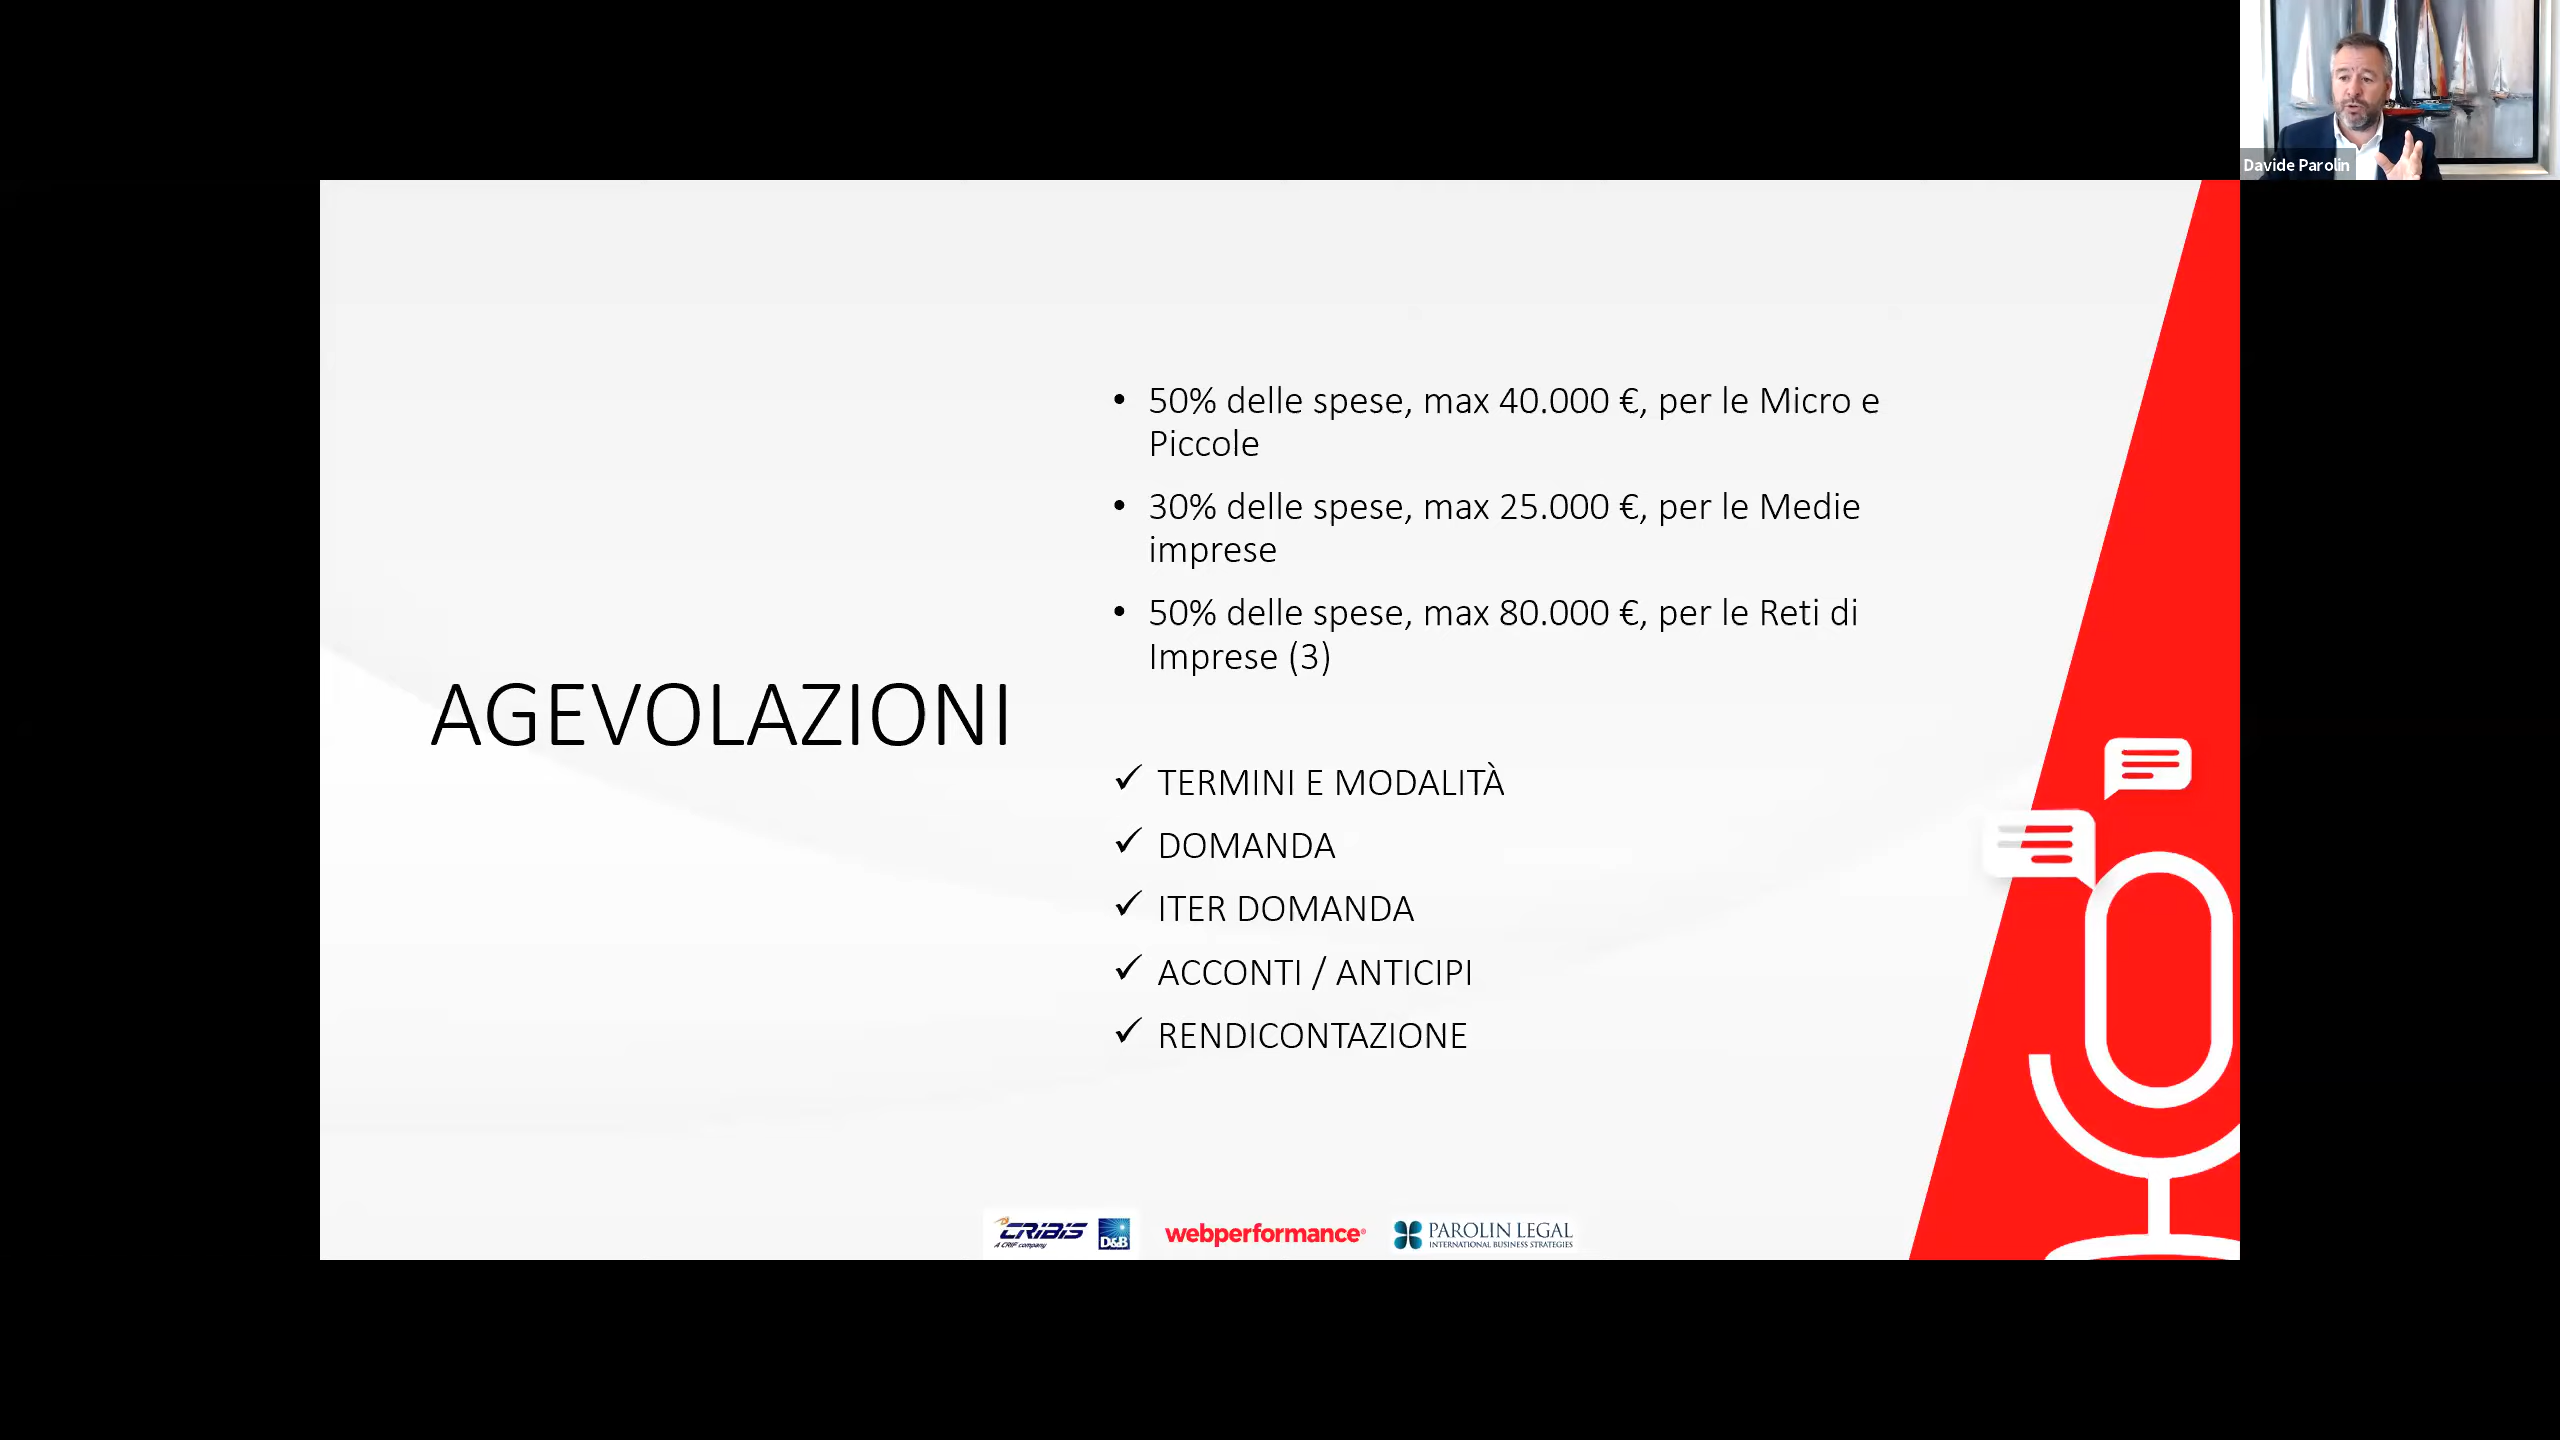 Davide Parolin
AGEVOLAZIONI
• 50% delle spese, max 40.000 €, per le Micro e
Piccole
• 30% delle spese, max 25.000 €, per le Medie
imprese
• 50% delle spese, max 80.000 €, per le Reti di
Imprese (3)
✓ TERMINI E MODALITÀ
✓ DOMANDA
✓ ITER DOMANDA
✓ ACCONTI / ANTICIPI
✓ RENDICONTAZIONE
CRIBIS
A CRIF company
D&B
webperformance®
PAROLIN LEGAL
INTERNATIONAL BUSINESS STRATEGIES